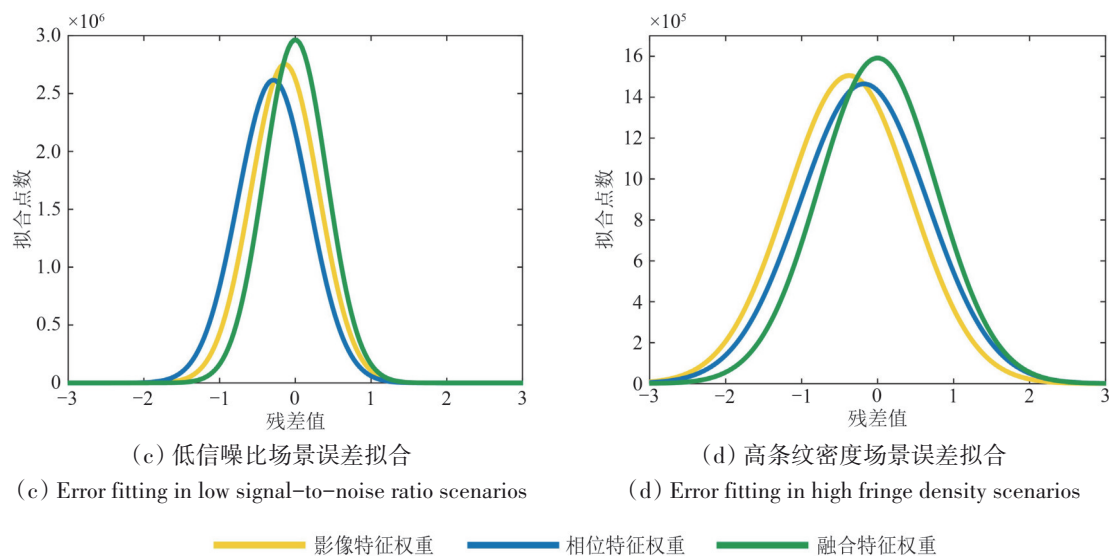 ×10⁶
3.0
2.5
2.0
1.5
1.0
0.5
0
拟合点数
−3 −2 −1 0 1 2 3
残差值
(c) 低信噪比场景误差拟合
(c) Error fitting in low signal-to-noise ratio scenarios
×10⁵
16
14
12
10
8
6
4
2
0
拟合点数
−3 −2 −1 0 1 2 3
残差值
(d) 高条纹密度场景误差拟合
(d) Error fitting in high fringe density scenarios
影像特征权重 相位特征权重 融合特征权重